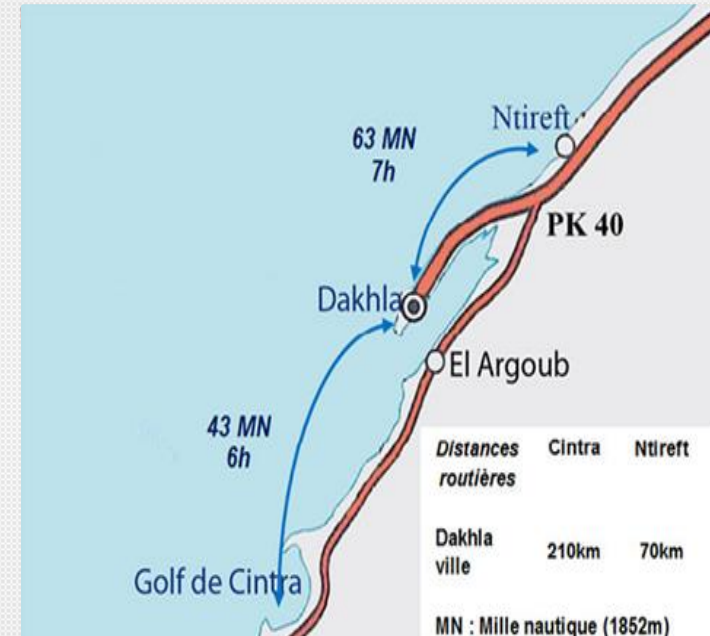 Ntireft
63 MN
7h
PK 40
Dakhla
El Argoub
43 MN
6h
Distances routières
Cintra
Ntireft
Dakhla ville
210km
70km
Golf de Cintra
MN : Mille nautique (1852m)